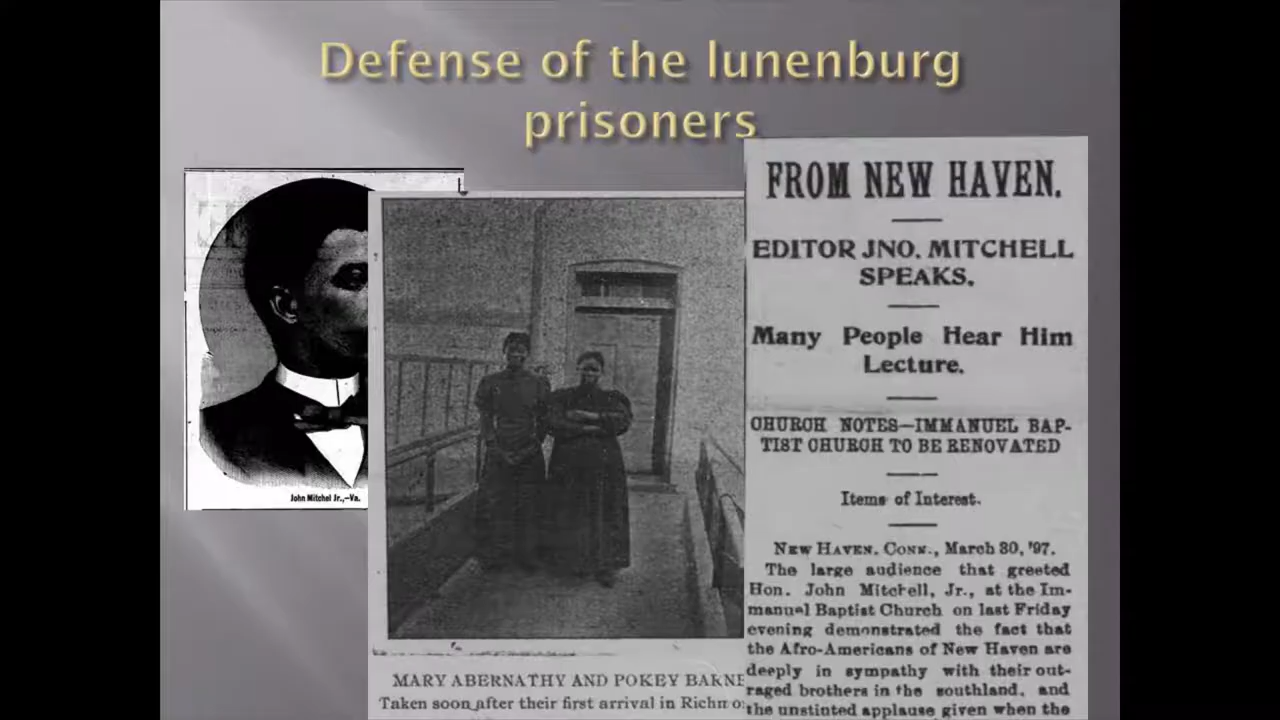 Defense of the lunenburg
prisoners
John Mitchel Jr.,—Va.
MARY ABERNATHY AND POKEY BARNE
Taken soon after their first arrival in Richmo
FROM NEW HAVEN.
EDITOR JNO. MITCHELL
SPEAKS.
Many People Hear Him
Lecture.
CHURCH NOTES—IMMANUEL BAP-
TIST CHURCH TO BE RENOVATED
Items of Interest.
NEW HAVEN, CONN., March 30, '97.
The large audience that greeted
Hon. John Mitchell, Jr., at the Im-
manuel Baptist Church on last Friday
evening demonstrated the fact that
the Afro-Americans of New Haven are
deeply in sympathy with their out-
raged brothers in the southland, and
the unstinted applause given when the